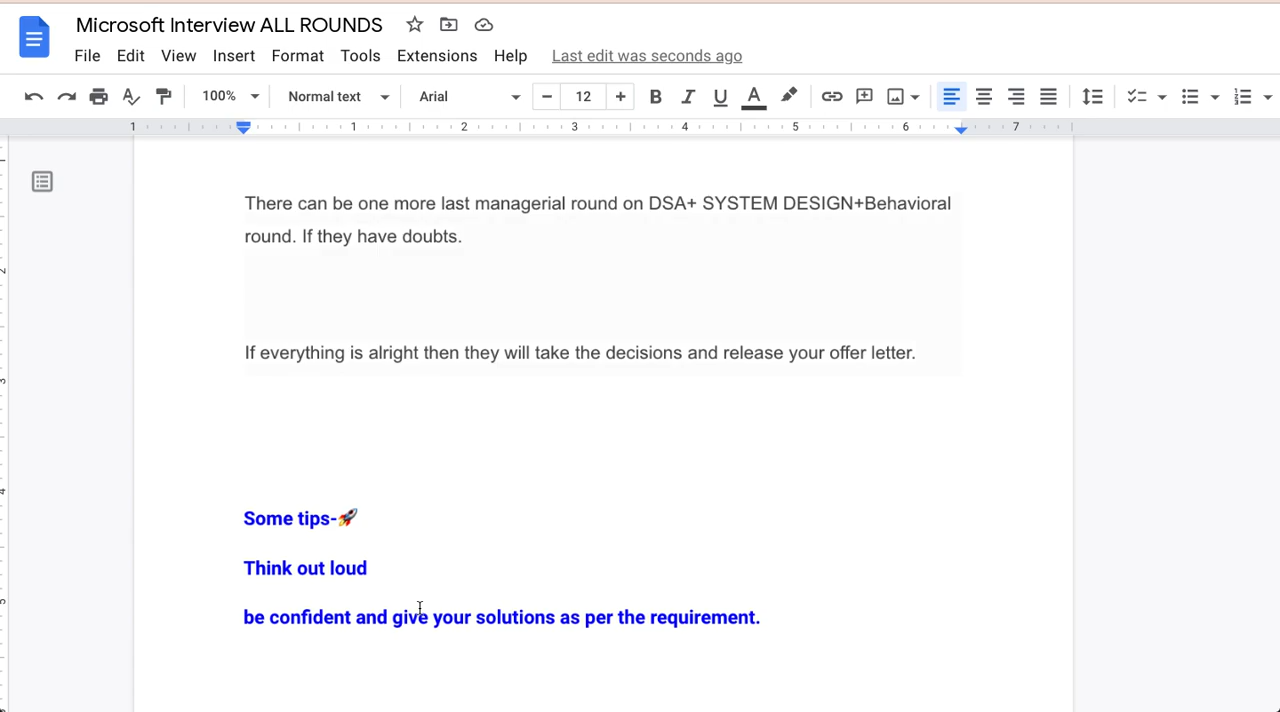 Microsoft Interview ALL ROUNDS
File Edit View Insert Format Tools Extensions Help Last edit was seconds ago
100% Normal text Arial − 12 + B I U A
1 1 2 3 4 5 6 7
There can be one more last managerial round on DSA+ SYSTEM DESIGN+Behavioral
round. If they have doubts.
2
If everything is alright then they will take the decisions and release your offer letter.
3
4
Some tips-🚀
Think out loud
5
be confident and give your solutions as per the requirement.